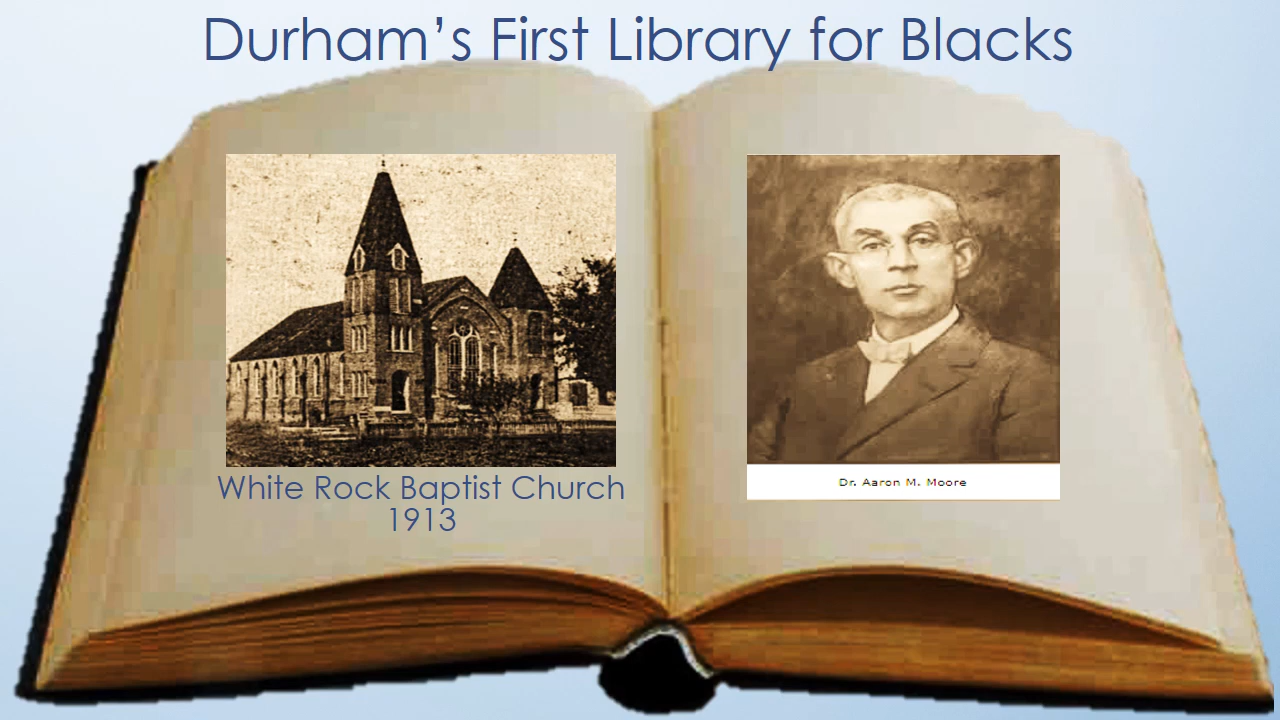 Durham’s First Library for Blacks
White Rock Baptist Church
1913
Dr. Aaron M. Moore